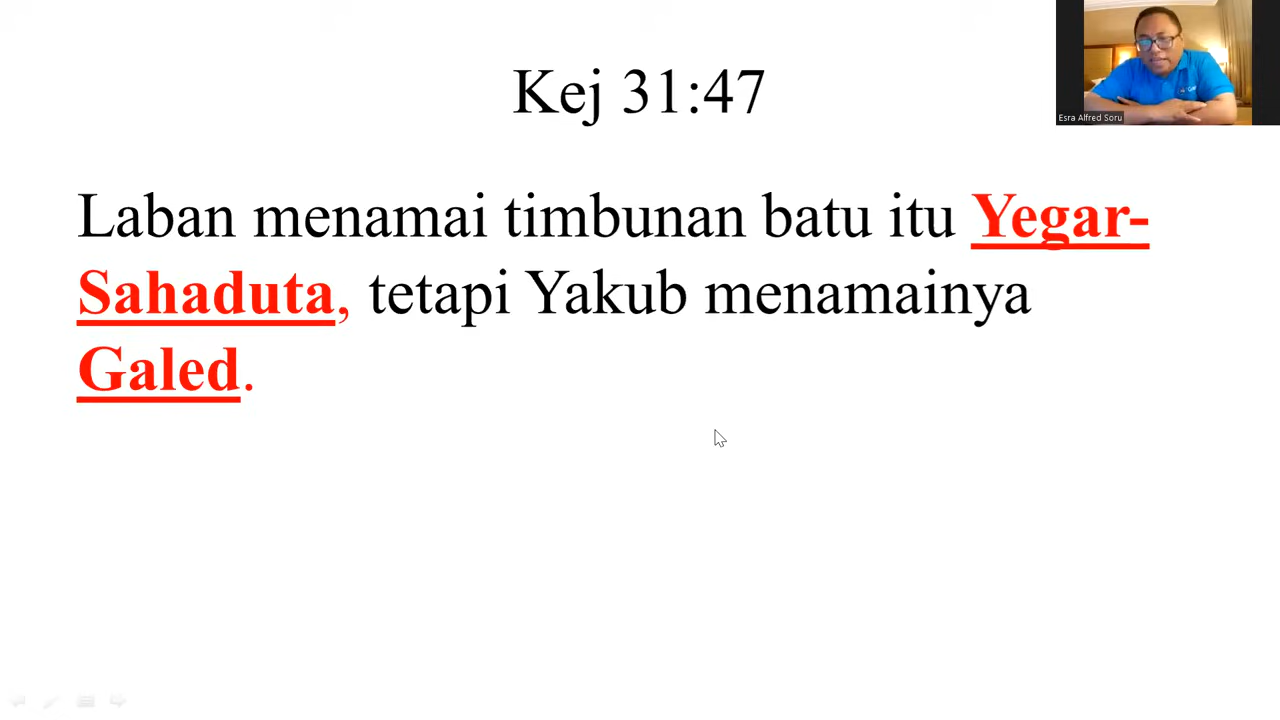 Kej 31:47
Esra Alfred Soru
Laban menamai timbunan batu itu Yegar-
Sahaduta, tetapi Yakub menamainya
Galed.